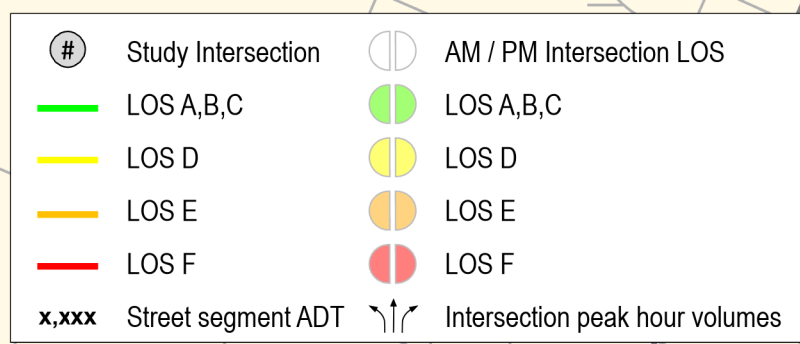 # Study Intersection AM / PM Intersection LOS
LOS A,B,C LOS A,B,C
LOS D LOS D
LOS E LOS E
LOS F LOS F
x,xxx Street segment ADT Intersection peak hour volumes